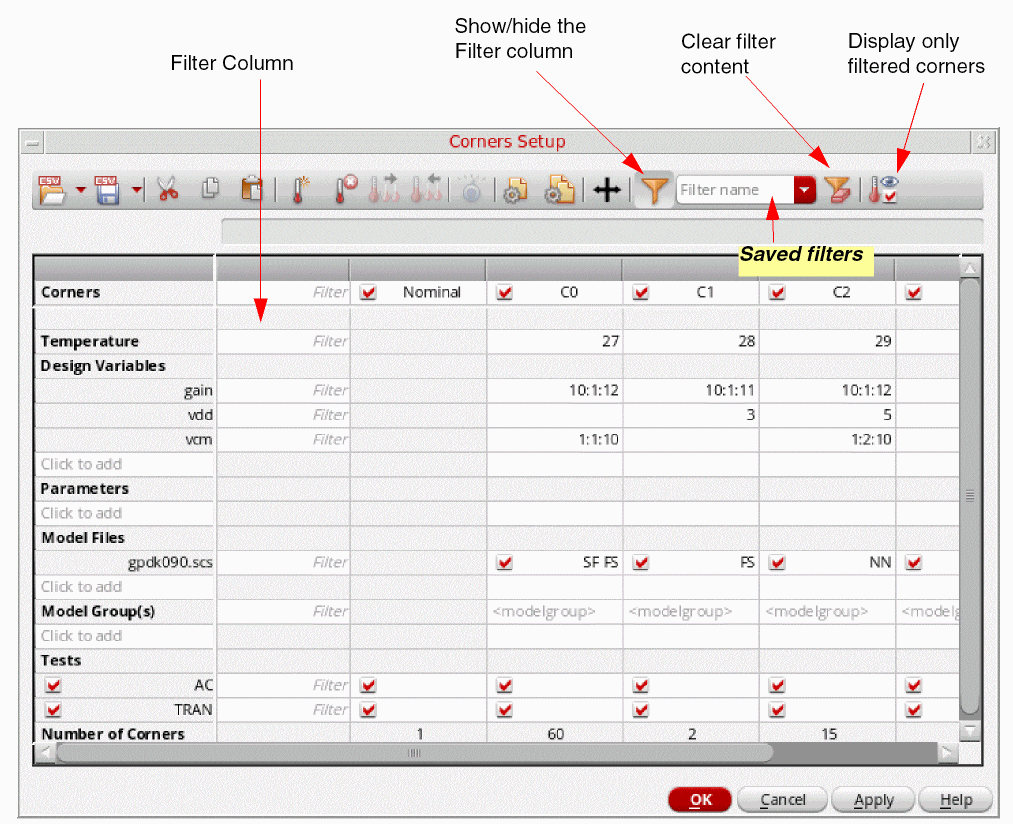 Show/hide the
Filter column
Clear filter
content
Display only
filtered corners
Filter Column
Corners Setup
CSV CSV Filter name
Saved filters
Corners Filter Nominal C0 C1 C2
Temperature Filter 27 28 29
Design Variables
gain Filter 10:1:12 10:1:11 10:1:12
vdd Filter 3 5
vcm Filter 1:1:10 1:2:10
Click to add
Parameters
Click to add
Model Files
gpdk090.scs Filter SF FS FS NN
Click to add
Model Group(s) Filter <modelgroup> <modelgroup> <modelgroup> <modelg
Click to add
Tests
AC Filter
TRAN Filter
Number of Corners 1 60 2 15
OK Cancel Apply Help